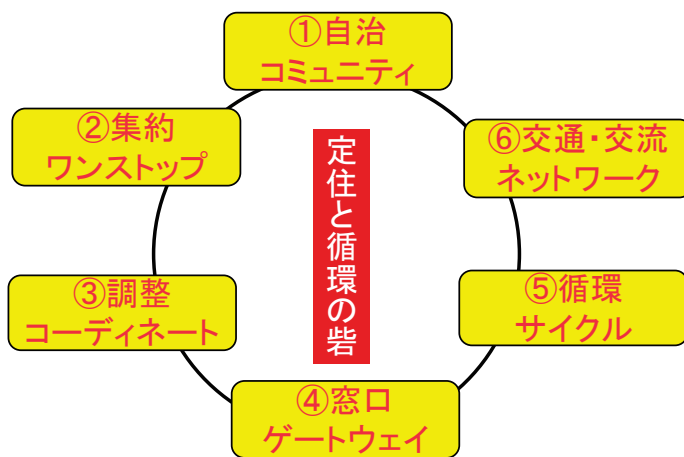 ①自治
コミュニティ
②集約
ワンストップ
③調整
コーディネート
④窓口
ゲートウェイ
⑤循環
サイクル
⑥交通・交流
ネットワーク
定住と循環の砦